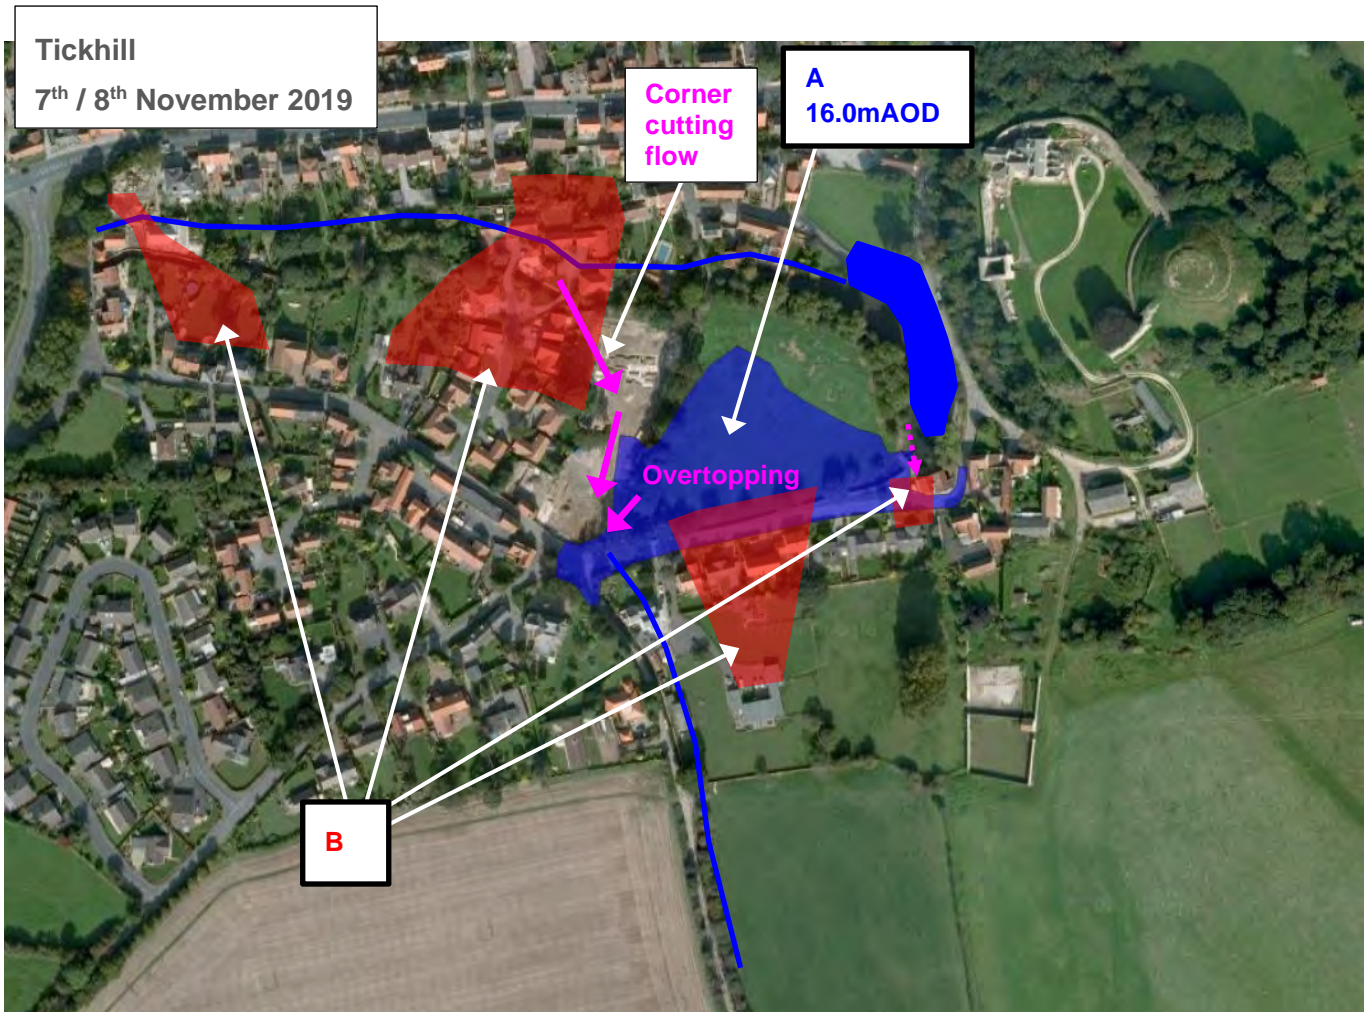 Tickhill
7th / 8th November 2019
Corner
cutting
flow
A
16.0mAOD
Overtopping
B